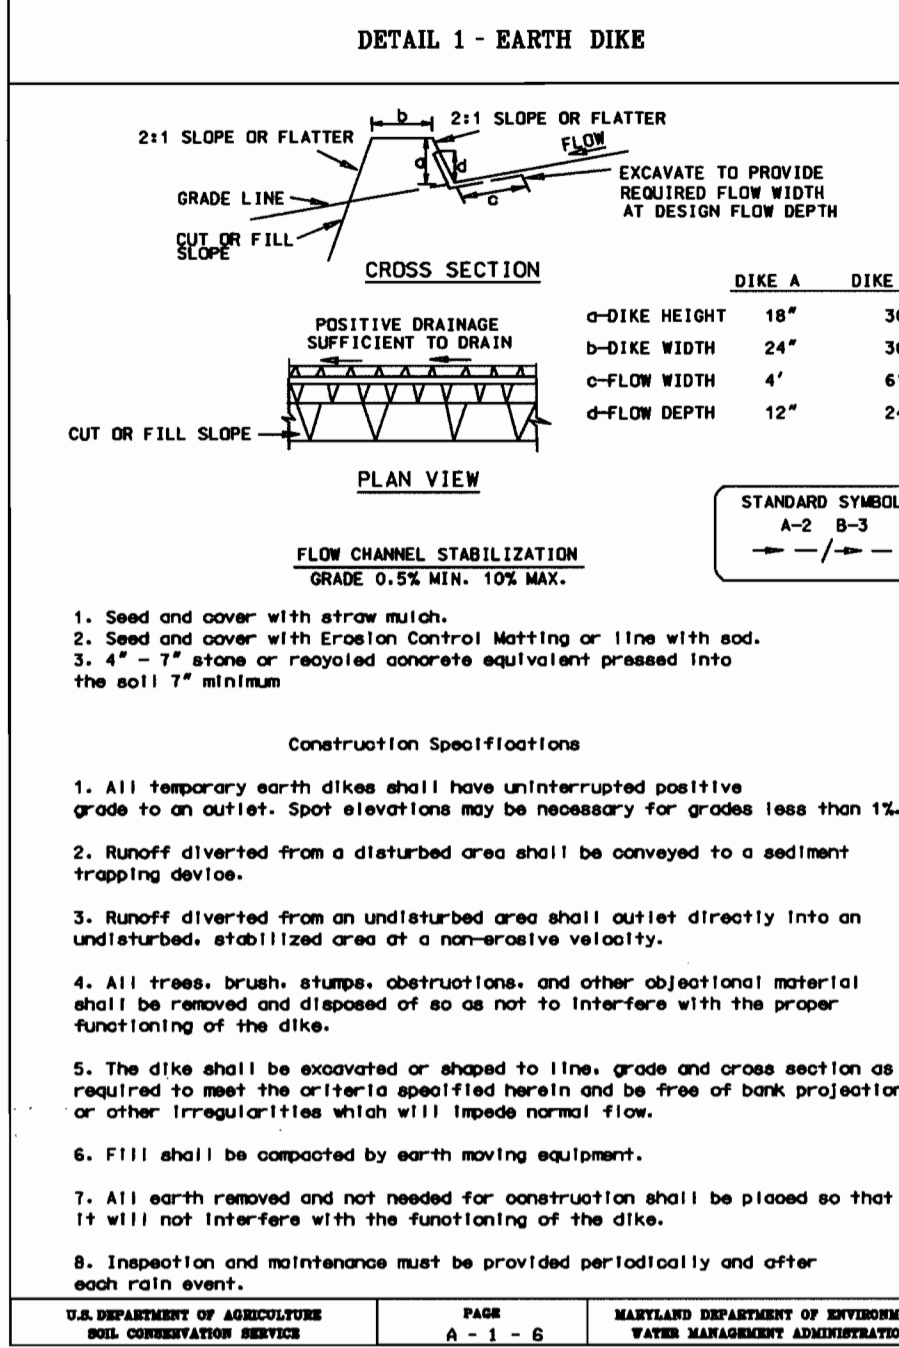 DETAIL 1 - EARTH DIKE
b
2:1 SLOPE OR FLATTER
2:1 SLOPE OR FLATTER
FLOW
a
d
GRADE LINE
c
EXCAVATE TO PROVIDE
REQUIRED FLOW WIDTH
AT DESIGN FLOW DEPTH
CUT OR FILL
SLOPE
CROSS SECTION
DIKE A DIKE
a-DIKE HEIGHT 18" 30
b-DIKE WIDTH 24" 36
c-FLOW WIDTH 4' 6'
d-FLOW DEPTH 12" 24
POSITIVE DRAINAGE
SUFFICIENT TO DRAIN
CUT OR FILL SLOPE
PLAN VIEW
STANDARD SYMBOL
A-2 B-3
FLOW CHANNEL STABILIZATION
GRADE 0.5% MIN. 10% MAX.
1. Seed and cover with straw mulch.
2. Seed and cover with Erosion Control Matting or line with sod.
3. 4" - 7" stone or recycled concrete equivalent pressed into
the soil 7" minimum
Construction Specifications
1. All temporary earth dikes shall have uninterrupted positive
grade to an outlet. Spot elevations may be necessary for grades less than 1%.
2. Runoff diverted from a disturbed area shall be conveyed to a sediment
trapping device.
3. Runoff diverted from an undisturbed area shall outlet directly into an
undisturbed, stabilized area at a non-erosive velocity.
4. All trees, brush, stumps, obstructions, and other objectional material
shall be removed and disposed of so as not to interfere with the proper
functioning of the dike.
5. The dike shall be excavated or shaped to line, grade and cross section as
required to meet the criteria specified herein and be free of bank projection
or other irregularities which will impede normal flow.
6. Fill shall be compacted by earth moving equipment.
7. All earth removed and not needed for construction shall be placed so that
it will not interfere with the functioning of the dike.
8. Inspection and maintenance must be provided periodically and after
each rain event.
U.S. DEPARTMENT OF AGRICULTURE
SOIL CONSERVATION SERVICE
PAGE
A - 1 - 6
MARYLAND DEPARTMENT OF ENVIRONM
WATER MANAGEMENT ADMINISTRATIO